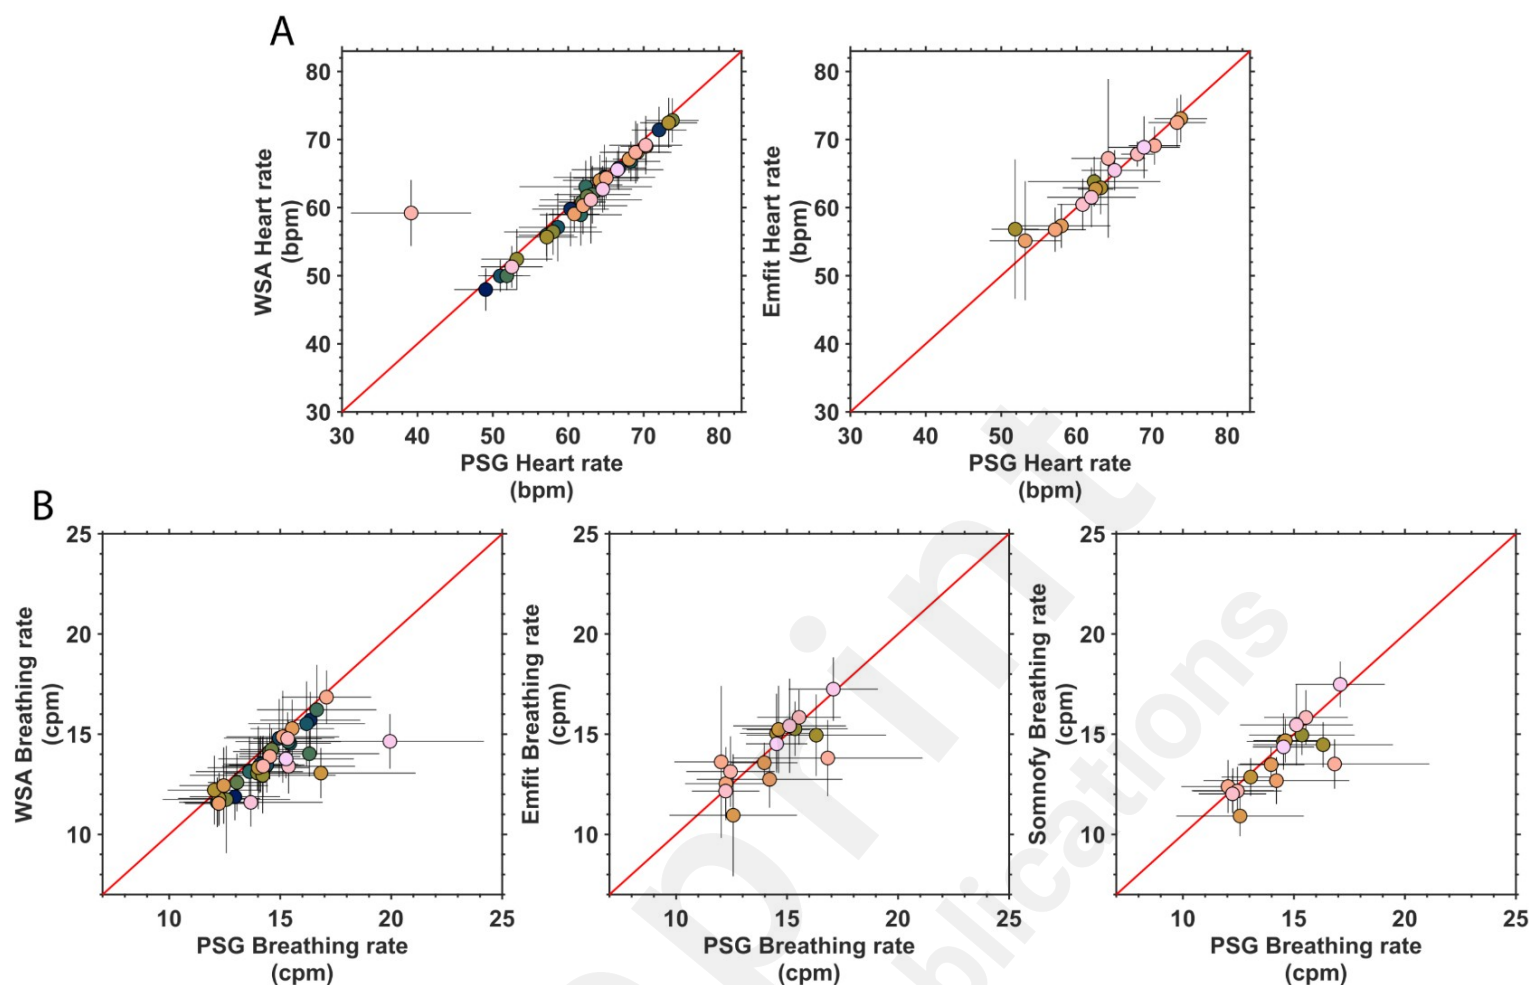 A
80
70
60
50
40
30
WSA Heart rate
(bpm)
30 40 50 60 70 80
PSG Heart rate
(bpm)
80
70
60
50
40
30
Emfit Heart rate
(bpm)
30 40 50 60 70 80
PSG Heart rate
(bpm)
B
25
20
15
10
WSA Breathing rate
(cpm)
10 15 20 25
PSG Breathing rate
(cpm)
25
20
15
10
Emfit Breathing rate
(cpm)
10 15 20 25
PSG Breathing rate
(cpm)
25
20
15
10
Somnofy Breathing rate
(cpm)
10 15 20 25
PSG Breathing rate
(cpm)